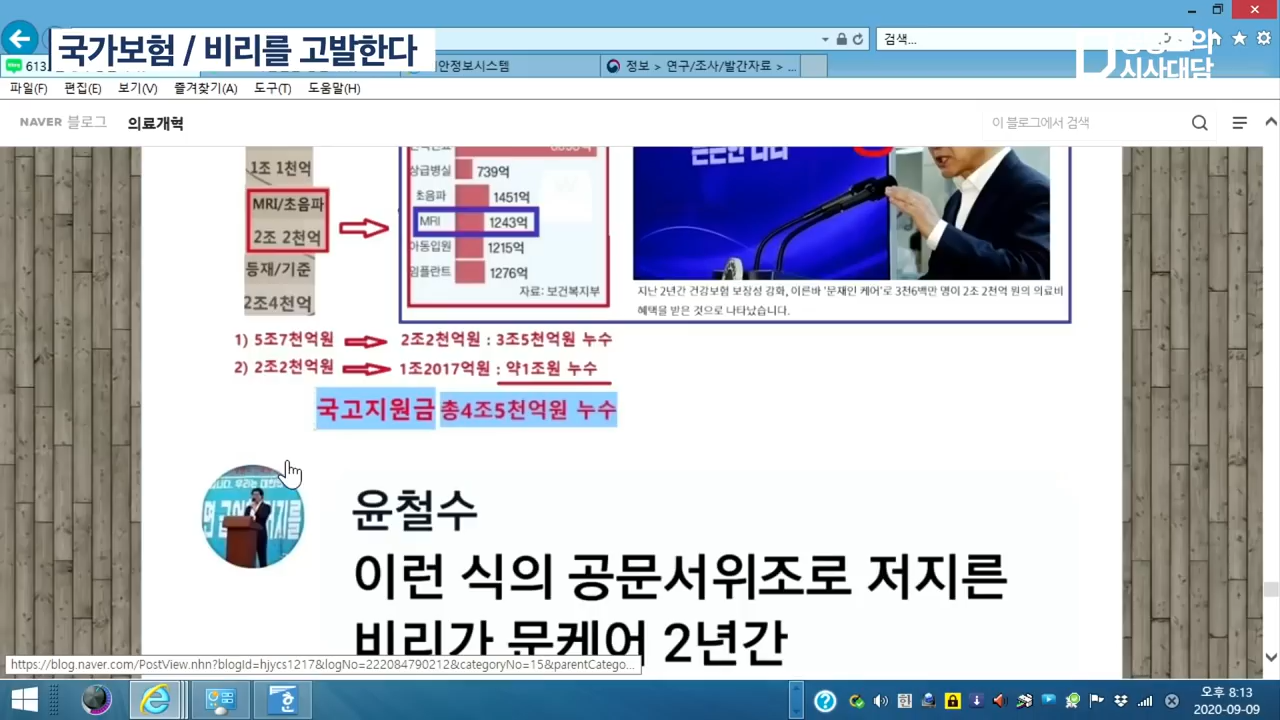 국가보험 / 비리를 고발한다
검색...
시사대담
613
안정보시스템
정보 > 연구/조사/발간자료 > ...
파일(F) 편집(E) 보기(V) 즐겨찾기(A) 도구(T) 도움말(H)
NAVER 블로그 의료개혁
이 블로그에서 검색
1조 1천억
MRI/초음파
2조 2천억
등재/기준
2조4천억
상급병실 739억
초음파 1451억
MRI 1243억
아동입원 1215억
임플란트 1276억
자료: 보건복지부
지난 2년간 건강보험 보장성 강화, 이른바 '문재인 케어'로 3천6백만 명이 2조 2천억 원의 의료비
혜택을 받은 것으로 나타났습니다.
1) 5조7천억원 2조2천억원 : 3조5천억원 누수
2) 2조2천억원 1조2017억원 : 약1조원 누수
국고지원금 총4조5천억원 누수
윤철수
이런 식의 공문서위조로 저지른
비리가 문케어 2년간
https://blog.naver.com/PostView.nhn?blogId=hjycs1217&logNo=222084790212&categoryNo=15&parentCatego...
오후 8:13
2020-09-09